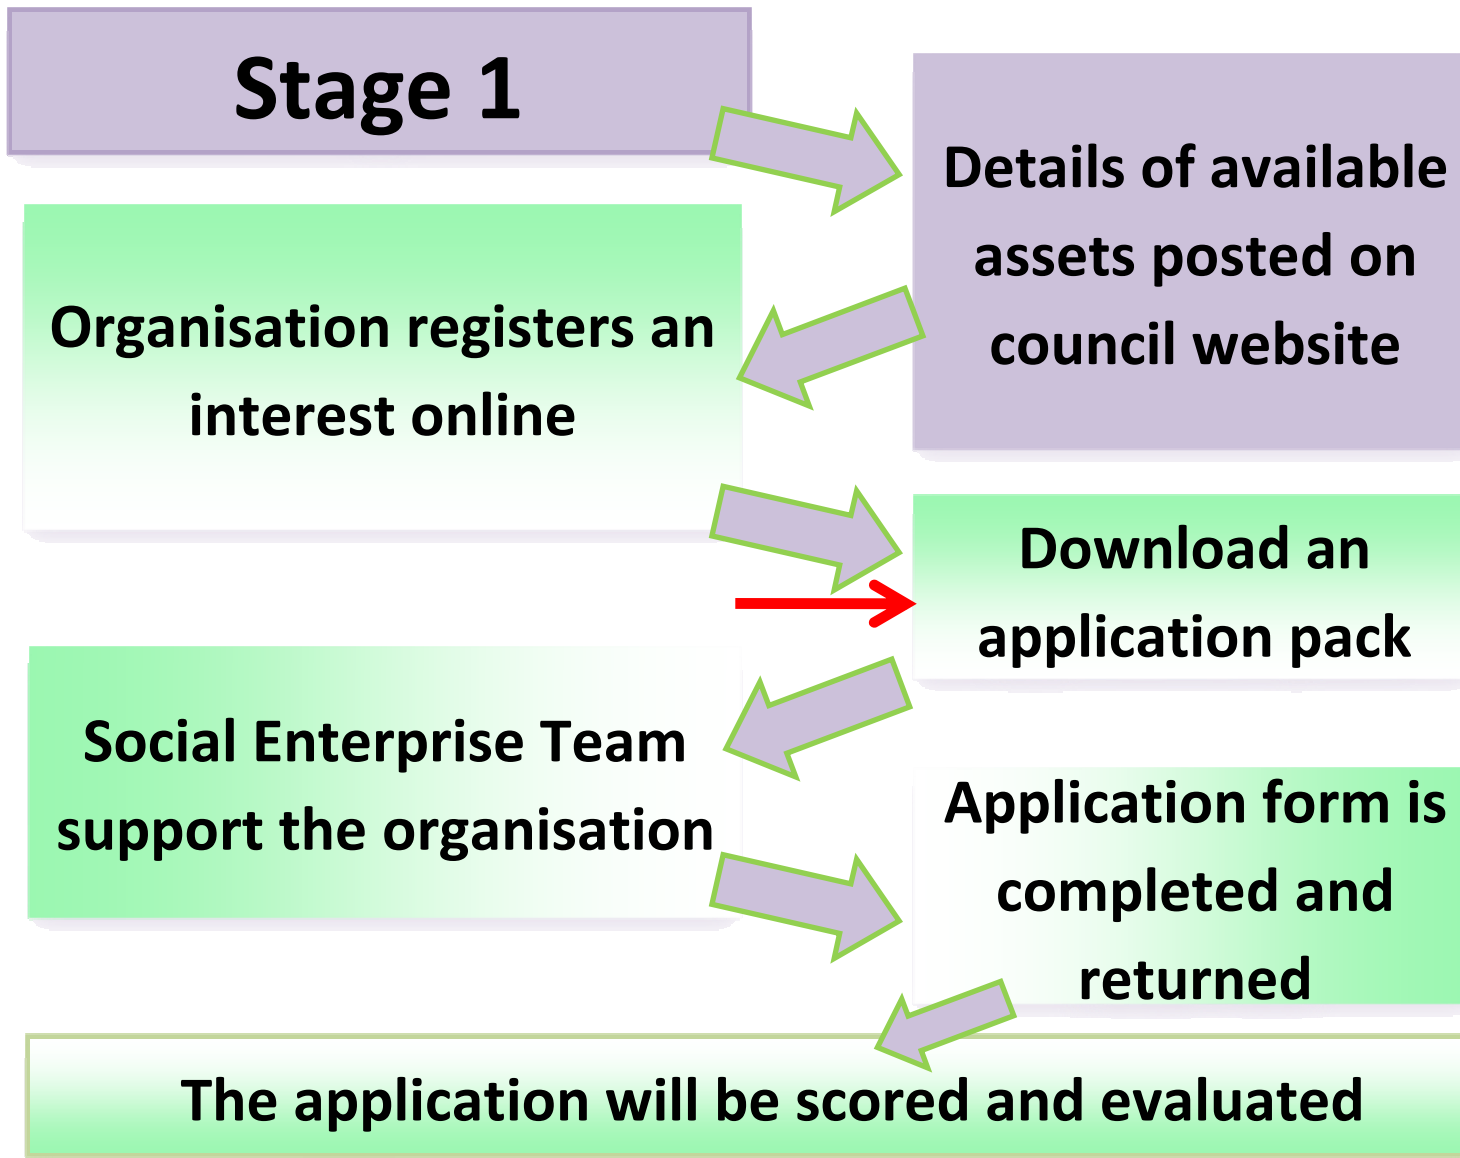 Stage 1
Details of available
assets posted on
council website
Organisation registers an
interest online
Download an
application pack
Social Enterprise Team
support the organisation
Application form is
completed and
returned
The application will be scored and evaluated